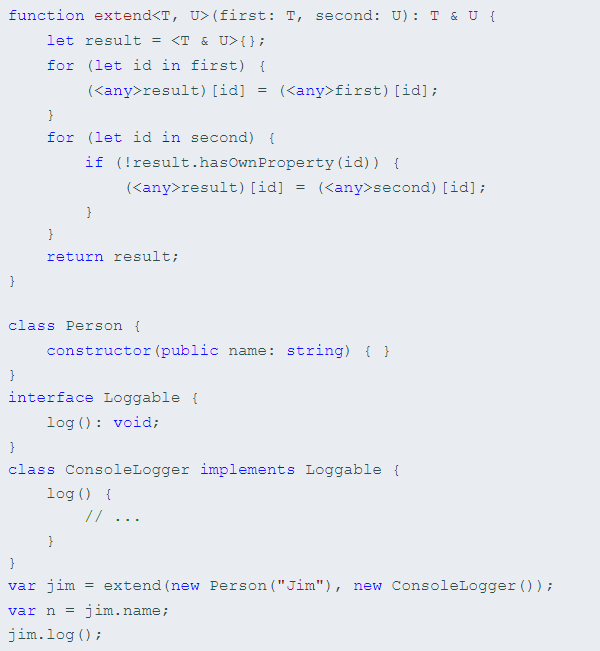 function extend<T, U>(first: T, second: U): T & U {
    let result = <T & U>{};
    for (let id in first) {
        (<any>result)[id] = (<any>first)[id];
    }
    for (let id in second) {
        if (!result.hasOwnProperty(id)) {
            (<any>result)[id] = (<any>second)[id];
        }
    }
    return result;
}

class Person {
    constructor(public name: string) { }
}
interface Loggable {
    log(): void;
}
class ConsoleLogger implements Loggable {
    log() {
        // ...
    }
}
var jim = extend(new Person("Jim"), new ConsoleLogger());
var n = jim.name;
jim.log();